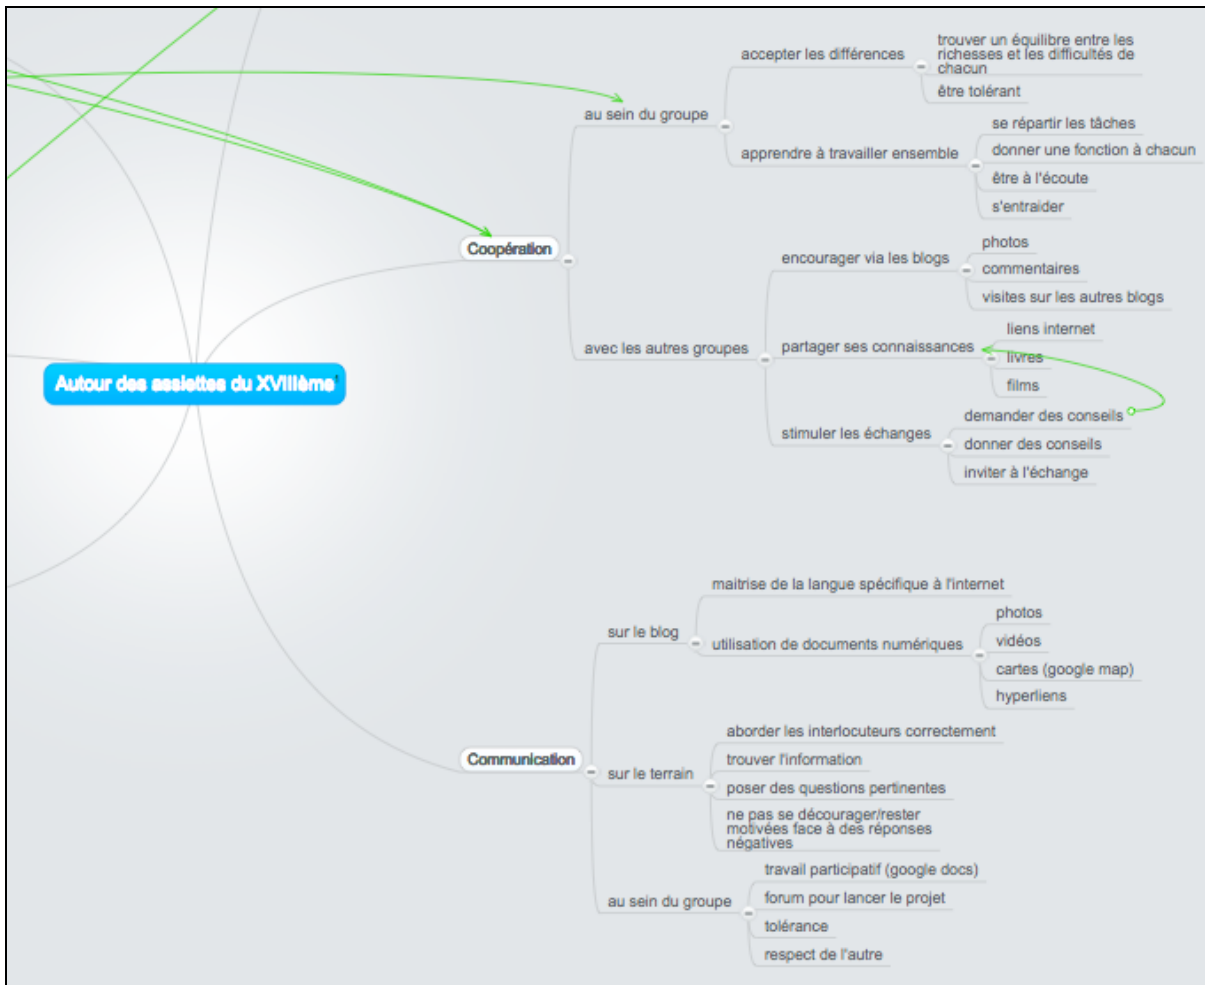 trouver un équilibre entre les
richesses et les difficultés de
chacun
accepter les différences
être tolérant
au sein du groupe
se répartir les tâches
donner une fonction à chacun
apprendre à travailler ensemble
être à l'écoute
s'entraider
Coopération
photos
encourager via les blogs
commentaires
visites sur les autres blogs
liens internet
avec les autres groupes
partager ses connaissances
livres
films
Autour des assiettes du XVIIIème
demander des conseils
stimuler les échanges
donner des conseils
inviter à l'échange
maitrise de la langue spécifique à l'internet
sur le blog
photos
utilisation de documents numériques
vidéos
cartes (google map)
hyperliens
aborder les interlocuteurs correctement
Communication
trouver l'information
sur le terrain
poser des questions pertinentes
ne pas se décourager/rester
motivées face à des réponses
négatives
travail participatif (google docs)
au sein du groupe
forum pour lancer le projet
tolérance
respect de l'autre